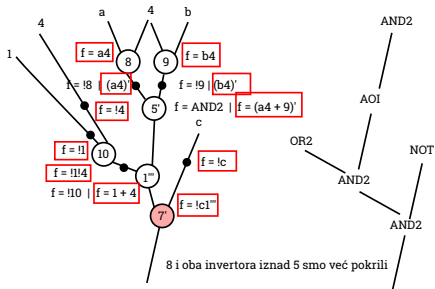 a 4 b
4
1
f = a4 8 9 f = b4
f = !8 | (a4)' f = !9 | (b4)'
5' f = AND2 | f = (a4 + 9)'
f = !4
c
f = !1 10
f = !c
f = !1!4
1'''
f = !10 | f = 1 + 4
7' f = !c1'''
8 i oba invertora iznad 5 smo već pokrili
AND2
AOI
OR2
NOT
AND2
AND2